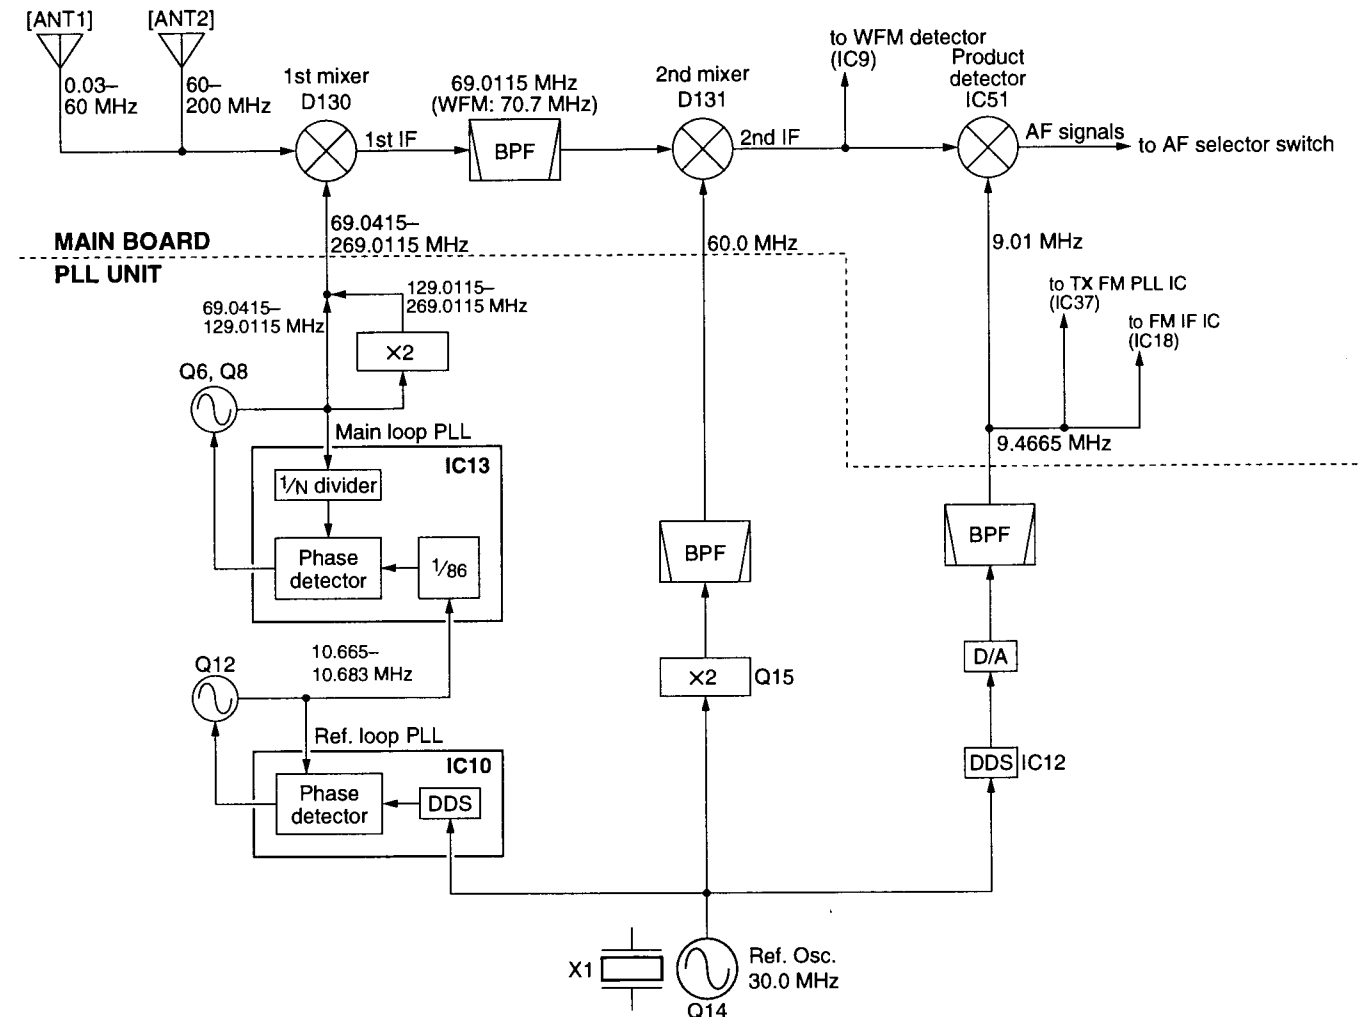 [ANT1]
[ANT2]
0.03–
60 MHz
60–
200 MHz
1st mixer
D130
1st IF
69.0115 MHz
(WFM: 70.7 MHz)
BPF
2nd mixer
D131
2nd IF
to WFM detector
(IC9)
Product
detector
IC51
AF signals
to AF selector switch
69.0415–
269.0115 MHz
60.0 MHz
9.01 MHz
MAIN BOARD
PLL UNIT
69.0415–
129.0115 MHz
129.0115–
269.0115 MHz
×2
to TX FM PLL IC
(IC37)
to FM IF IC
(IC18)
9.4665 MHz
Q6, Q8
Main loop PLL
IC13
1/N divider
Phase
detector
1/86
BPF
BPF
10.665–
10.683 MHz
Q12
×2
Q15
D/A
Ref. loop PLL
IC10
Phase
detector
DDS
DDS
IC12
X1
Ref. Osc.
30.0 MHz
Q14